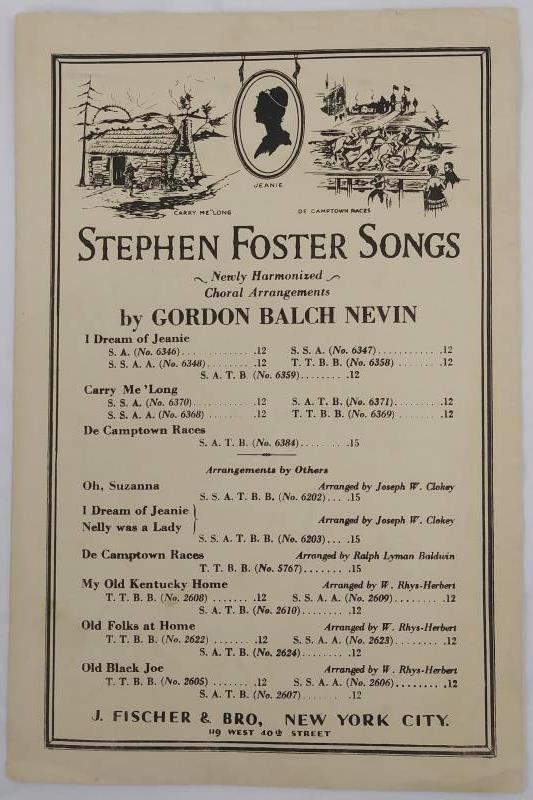 JEANIE
CARRY ME 'LONG
DE CAMPTOWN RACES
STEPHEN FOSTER SONGS
Newly Harmonized
Choral Arrangements
by GORDON BALCH NEVIN
I Dream of Jeanie
S. A. (No. 6346)............ .12 S. S. A. (No. 6347)........... .12
S. S. A. A. (No. 6348)........ .12 T. T. B. B. (No. 6358) ........ .12
S. A. T. B. (No. 6359)........ .12
Carry Me 'Long
S. S. A. (No. 6370).......... .12 S. A. T. B. (No. 6371)........ .12
S. S. A. A. (No. 6368) ........ .12 T. T. B. B. (No. 6369) ........ .12
De Camptown Races
S. A. T. B. (No. 6384)........ .15
Arrangements by Others
Oh, Suzanna Arranged by Joseph W. Clokey
S. S. A. T. B. B. (No. 6202)... .15
I Dream of Jeanie
Nelly was a Lady Arranged by Joseph W. Clokey
S. S. A. T. B. B. (No. 6203)... .15
De Camptown Races Arranged by Ralph Lyman Baldwin
T. T. B. B. (No. 5767)........ .15
My Old Kentucky Home Arranged by W. Rhys-Herbert
T. T. B. B. (No. 2608) ....... .12 S. S. A. A. (No. 2609)........ .12
S. A. T. B. (No. 2610)........ .12
Old Folks at Home Arranged by W. Rhys-Herbert
T. T. B. B. (No. 2622) ....... .12 S. S. A. A. (No. 2623)........ .12
S. A. T. B. (No. 2624)........ .12
Old Black Joe Arranged by W. Rhys-Herbert
T. T. B. B. (No. 2605) ....... .12 S. S. A. A. (No. 2606)........ .12
S. A. T. B. (No. 2607)....... .12
J. FISCHER & BRO, NEW YORK CITY.
119 WEST 40th STREET